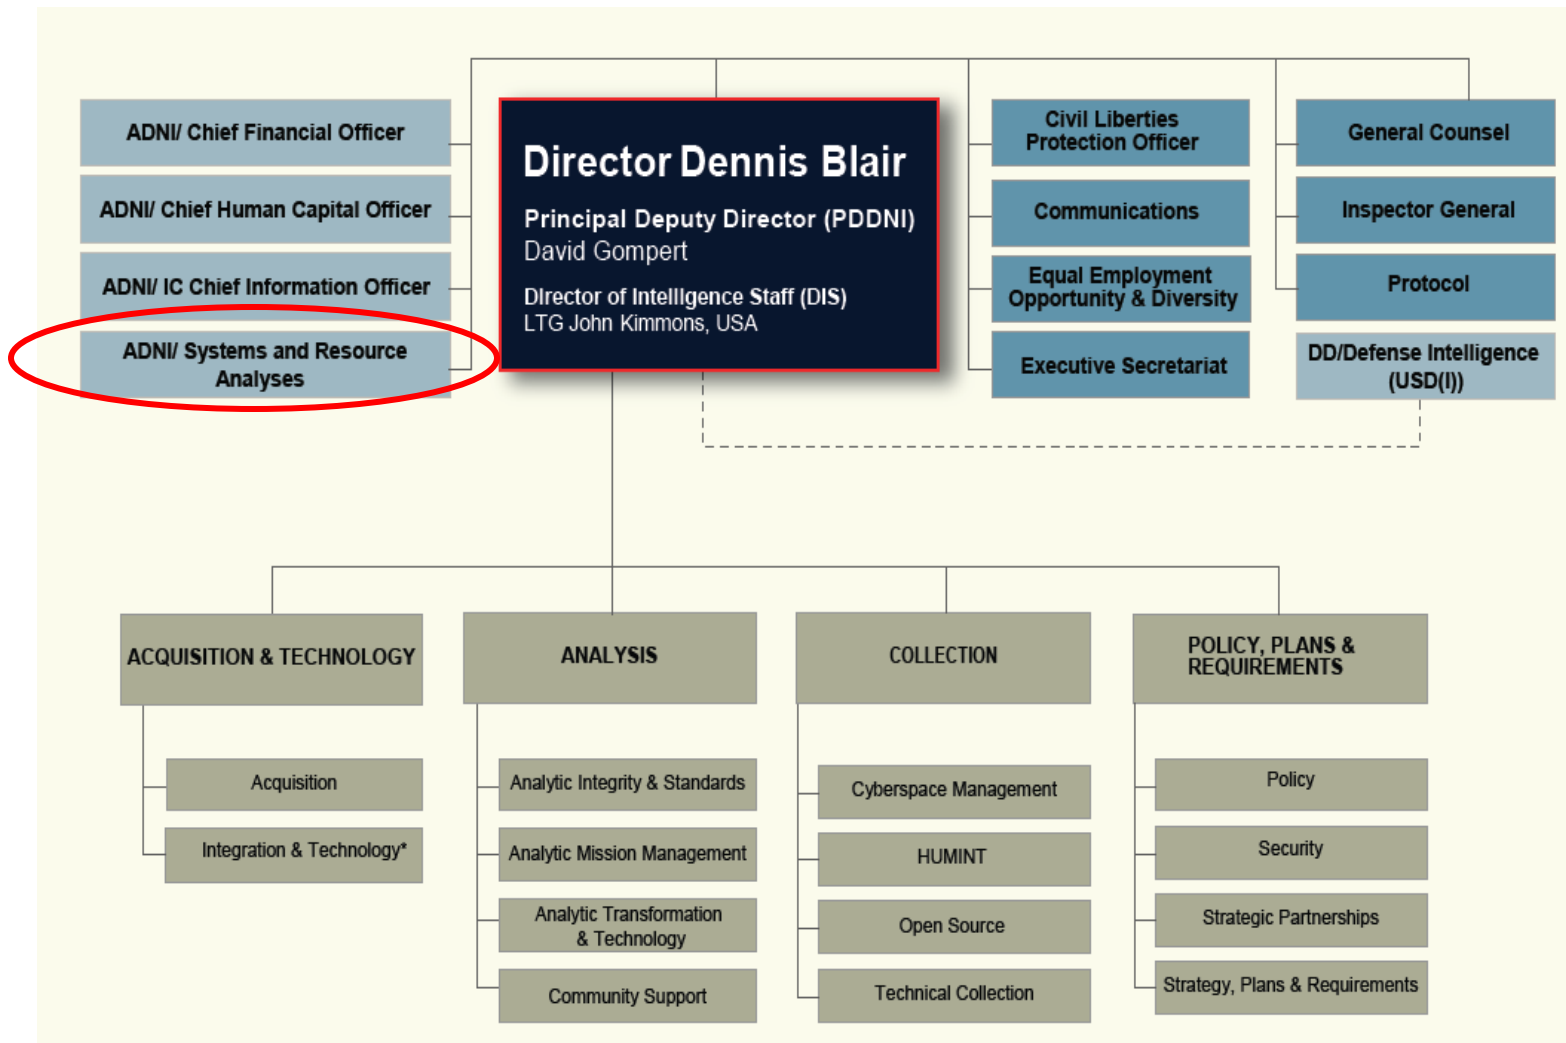 ADNI/ Chief Financial Officer
ADNI/ Chief Human Capital Officer
ADNI/ IC Chief Information Officer
ADNI/ Systems and Resource
Analyses
Director Dennis Blair
Principal Deputy Director (PDDNI)
David Gompert
Director of Intelligence Staff (DIS)
LTG John Kimmons, USA
Civil Liberties
Protection Officer
Communications
Equal Employment
Opportunity & Diversity
Executive Secretariat
General Counsel
Inspector General
Protocol
DD/Defense Intelligence
(USD(I))
ACQUISITION & TECHNOLOGY
Acquisition
Integration & Technology*
ANALYSIS
Analytic Integrity & Standards
Analytic Mission Management
Analytic Transformation
& Technology
Community Support
COLLECTION
Cyberspace Management
HUMINT
Open Source
Technical Collection
POLICY, PLANS &
REQUIREMENTS
Policy
Security
Strategic Partnerships
Strategy, Plans & Requirements